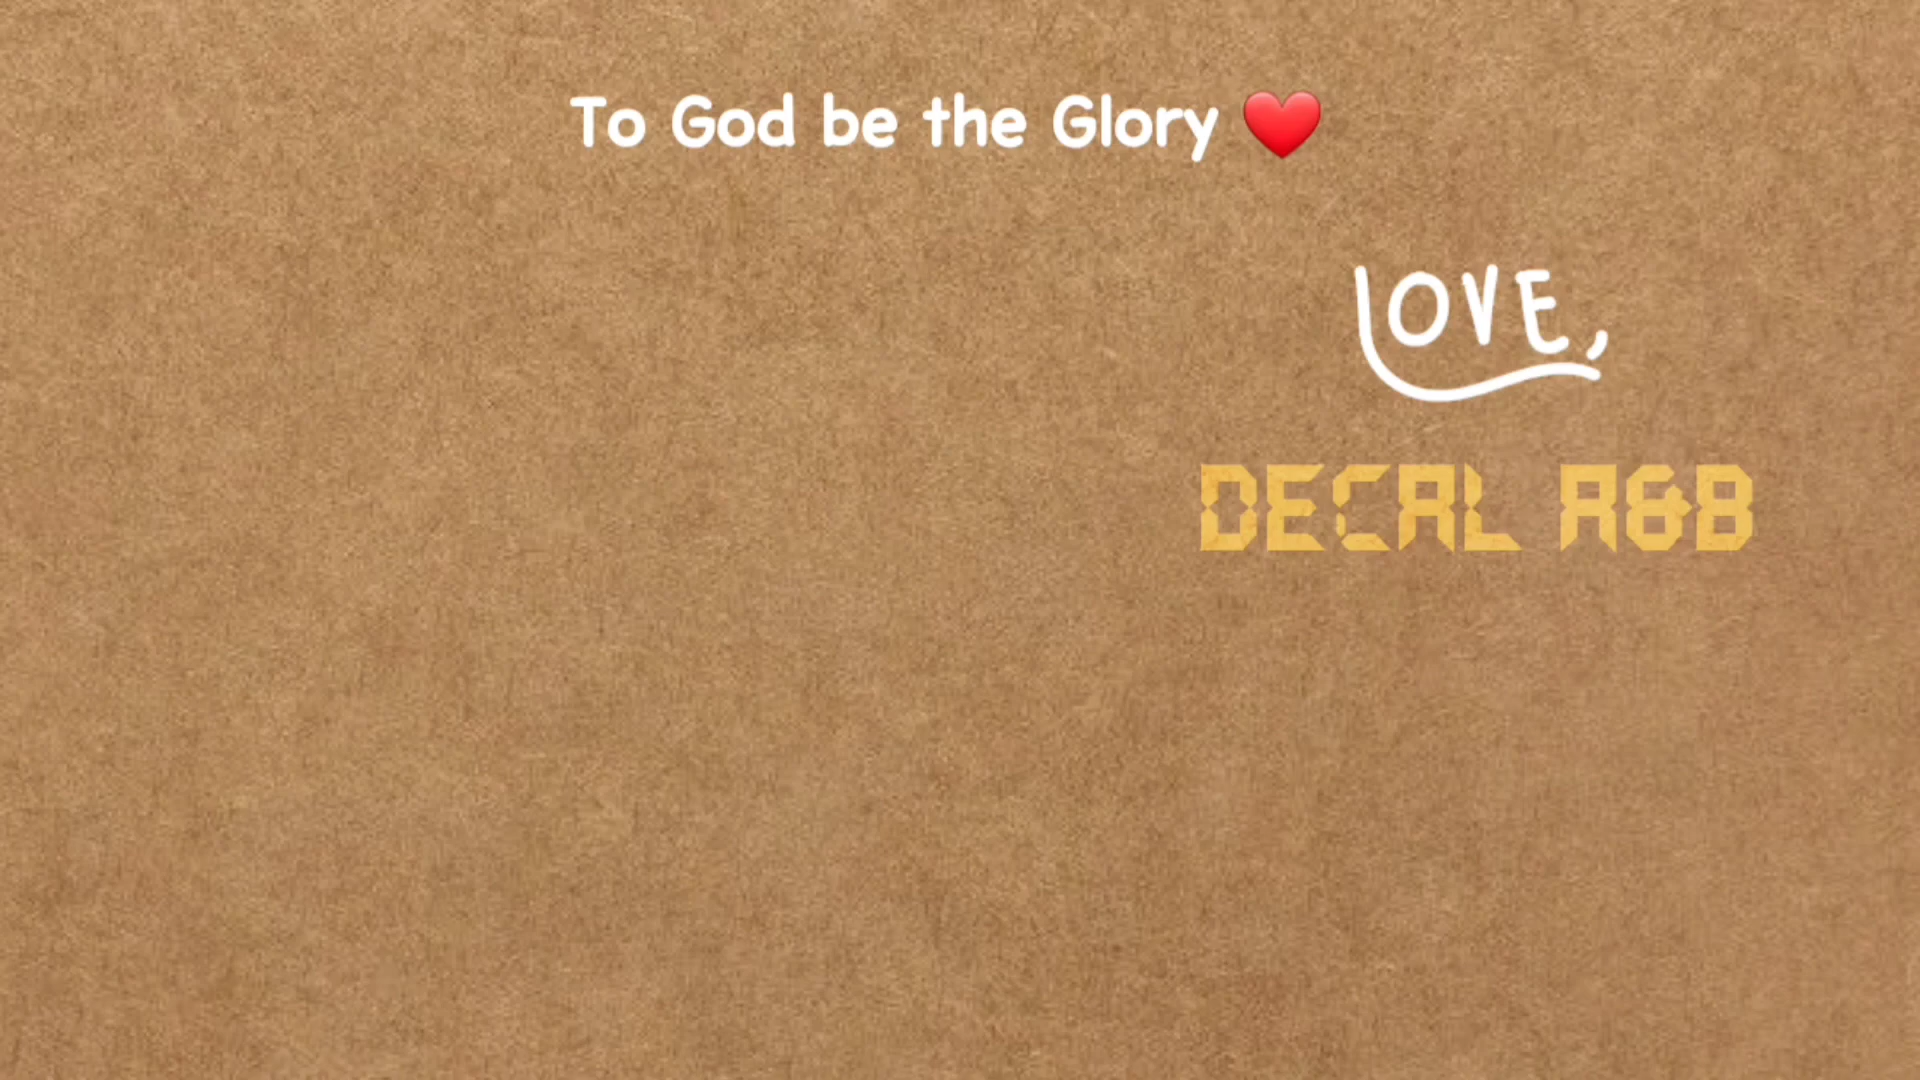 To God be the Glory ❤️
LOVE,
DECAL A&B